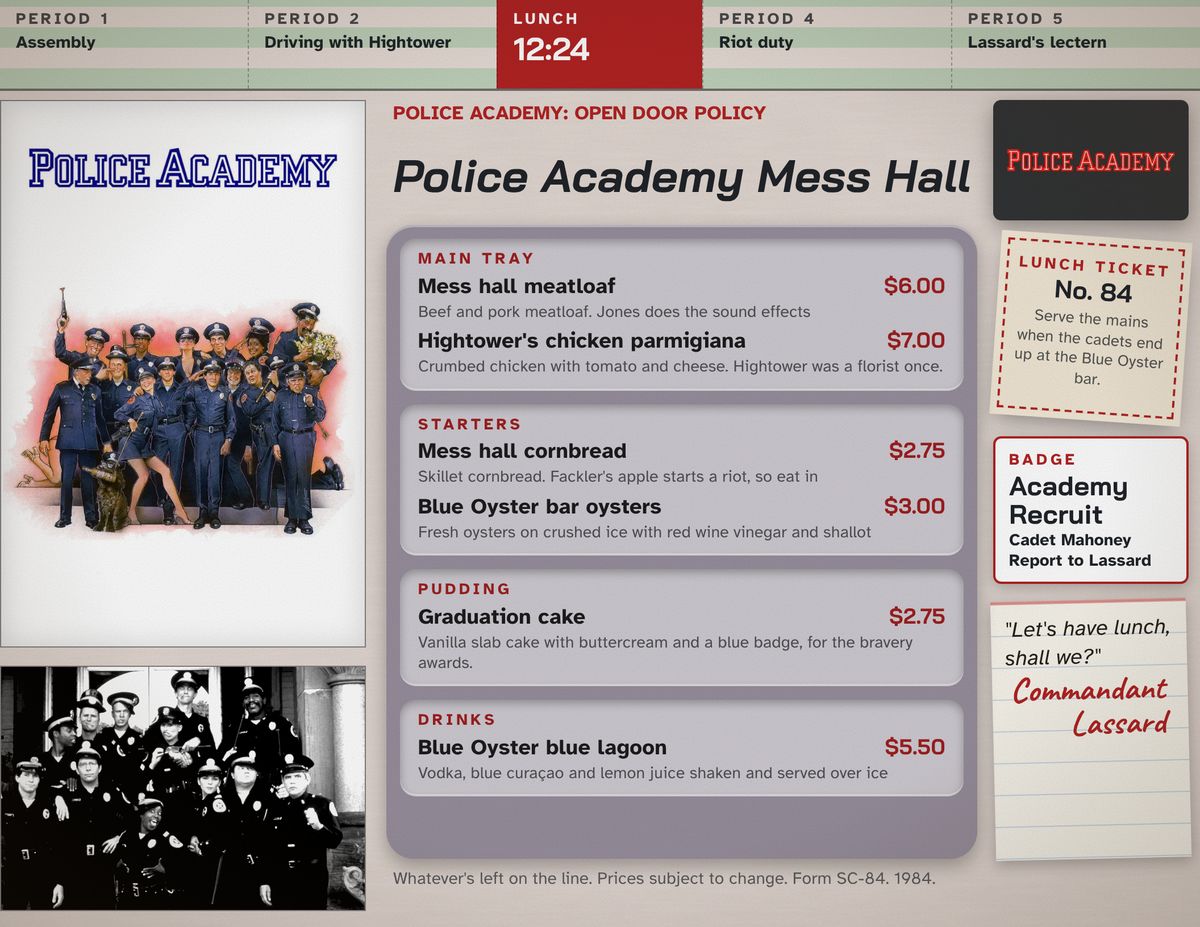 PERIOD 1
Assembly
PERIOD 2
Driving with Hightower
LUNCH
12:24
PERIOD 4
Riot duty
PERIOD 5
Lassard's lectern
POLICE ACADEMY
POLICE ACADEMY: OPEN DOOR POLICY
Police Academy Mess Hall
MAIN TRAY
Mess hall meatloaf $6.00
Beef and pork meatloaf. Jones does the sound effects
Hightower's chicken parmigiana $7.00
Crumbed chicken with tomato and cheese. Hightower was a florist once.
STARTERS
Mess hall cornbread $2.75
Skillet cornbread. Fackler's apple starts a riot, so eat in
Blue Oyster bar oysters $3.00
Fresh oysters on crushed ice with red wine vinegar and shallot
PUDDING
Graduation cake $2.75
Vanilla slab cake with buttercream and a blue badge, for the bravery
awards.
DRINKS
Blue Oyster blue lagoon $5.50
Vodka, blue curaçao and lemon juice shaken and served over ice
Whatever's left on the line. Prices subject to change. Form SC-84. 1984.
POLICE ACADEMY
LUNCH TICKET
No. 84
Serve the mains
when the cadets end
up at the Blue Oyster
bar.
BADGE
Academy
Recruit
Cadet Mahoney
Report to Lassard
"Let's have lunch,
shall we?"
Commandant
Lassard